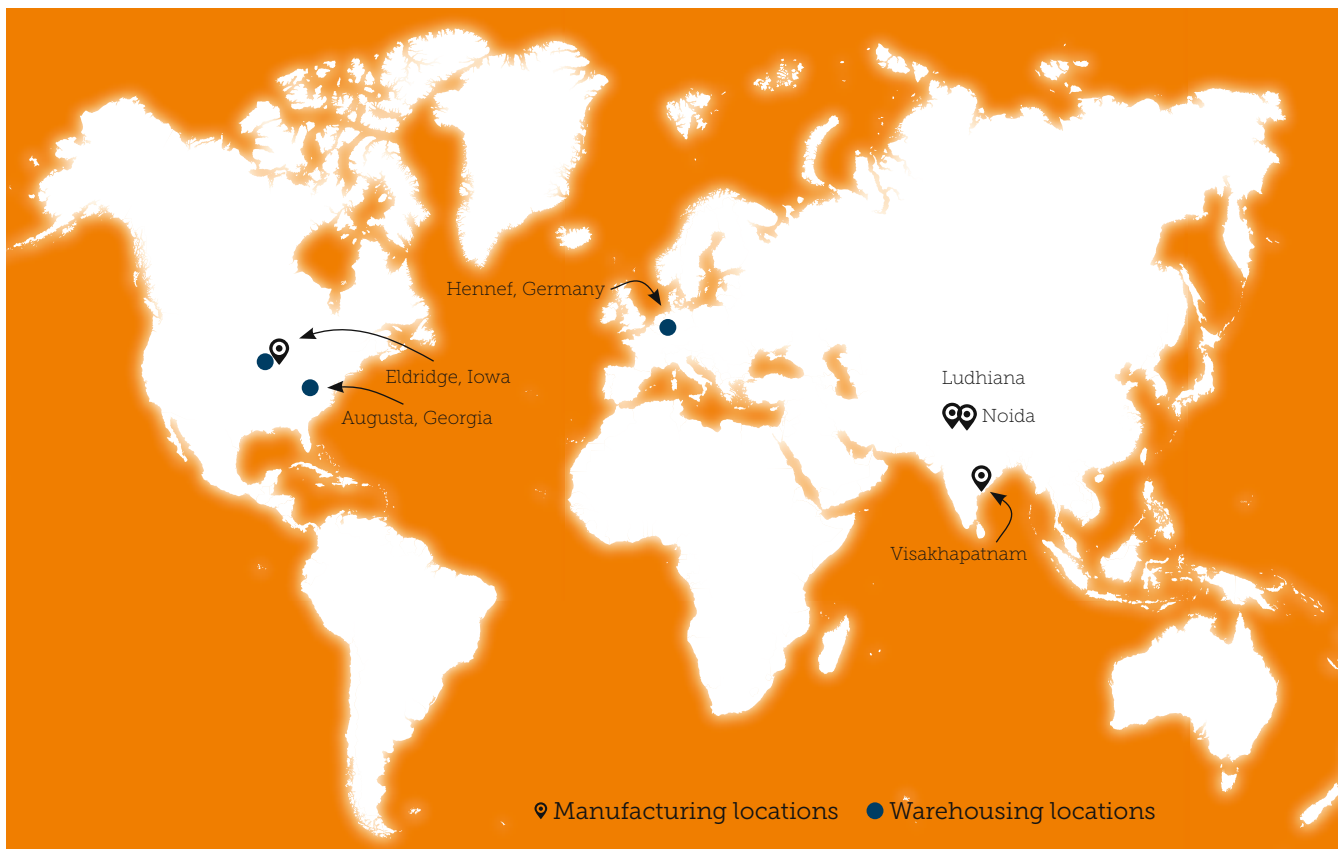 Hennef, Germany
Eldridge, Iowa
Augusta, Georgia
Ludhiana
Noida
Visakhapatnam
Manufacturing locations
Warehousing locations